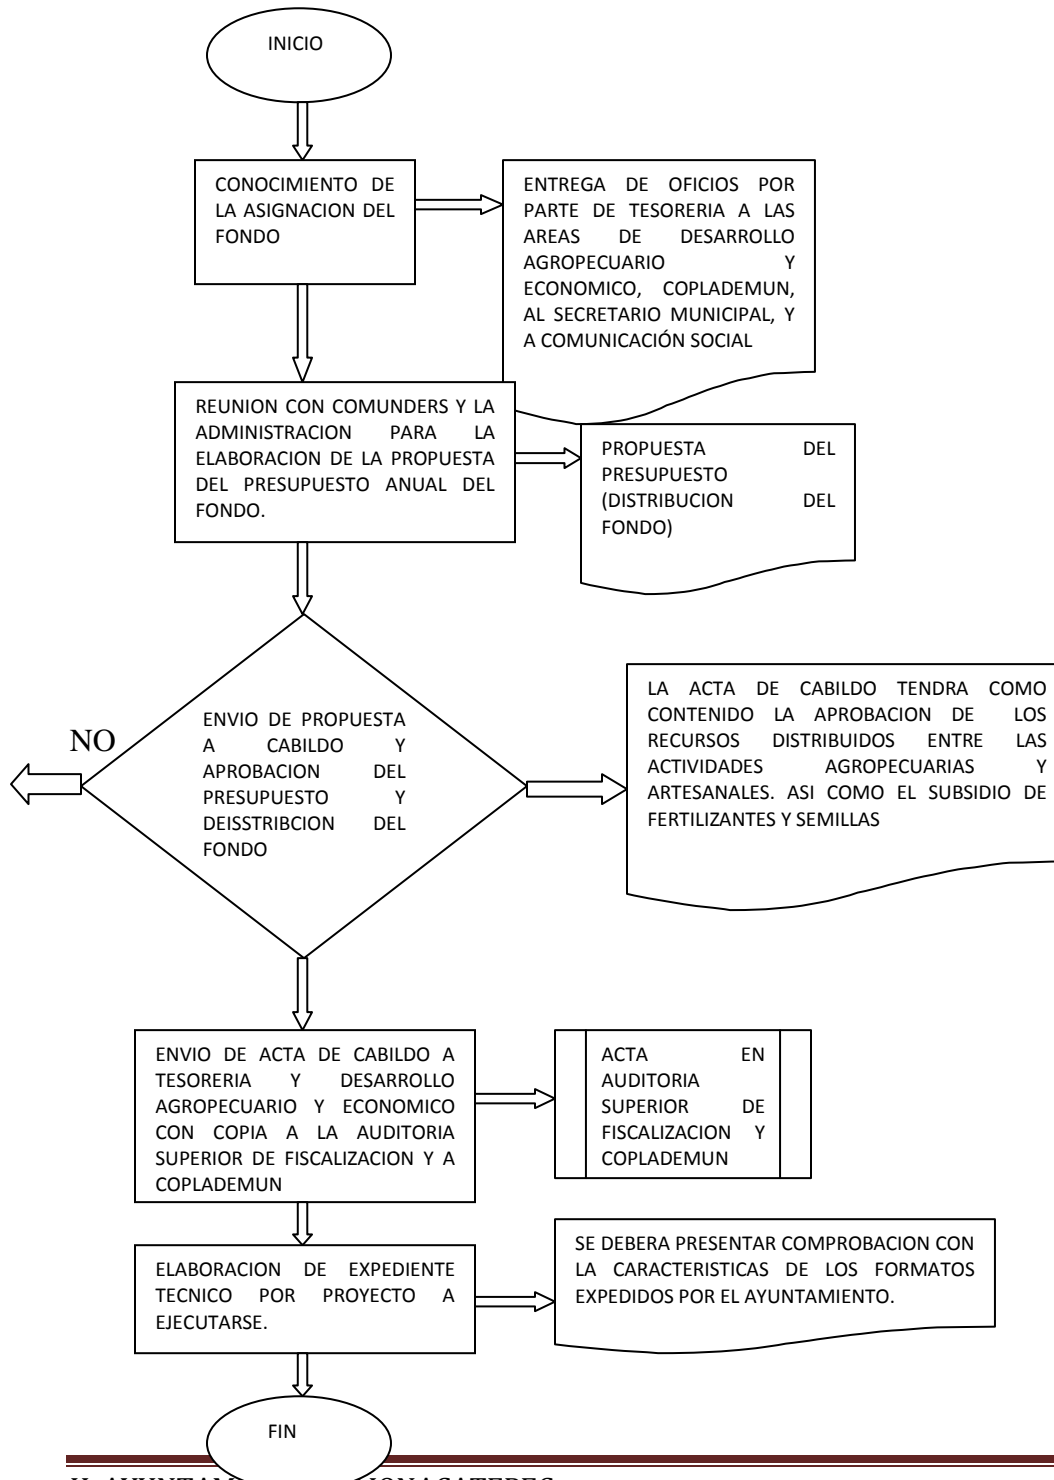 INICIO
CONOCIMIENTO DE
LA ASIGNACION DEL
FONDO
ENTREGA DE OFICIOS POR
PARTE DE TESORERIA A LAS
AREAS DE DESARROLLO
AGROPECUARIO Y
ECONOMICO, COPLADEMUN,
AL SECRETARIO MUNICIPAL, Y
A COMUNICACIÓN SOCIAL
REUNION CON COMUNDERS Y LA
ADMINISTRACION PARA LA
ELABORACION DE LA PROPUESTA
DEL PRESUPUESTO ANUAL DEL
FONDO.
PROPUESTA DEL
PRESUPUESTO
(DISTRIBUCION DEL
FONDO)
NO
ENVIO DE PROPUESTA
A CABILDO Y
APROBACION DEL
PRESUPUESTO Y
DEISSTRIBCION DEL
FONDO
LA ACTA DE CABILDO TENDRA COMO
CONTENIDO LA APROBACION DE LOS
RECURSOS DISTRIBUIDOS ENTRE LAS
ACTIVIDADES AGROPECUARIAS Y
ARTESANALES. ASI COMO EL SUBSIDIO DE
FERTILIZANTES Y SEMILLAS
ENVIO DE ACTA DE CABILDO A
TESORERIA Y DESARROLLO
AGROPECUARIO Y ECONOMICO
CON COPIA A LA AUDITORIA
SUPERIOR DE FISCALIZACION Y A
COPLADEMUN
ACTA EN
AUDITORIA
SUPERIOR DE
FISCALIZACION Y
COPLADEMUN
ELABORACION DE EXPEDIENTE
TECNICO POR PROYECTO A
EJECUTARSE.
SE DEBERA PRESENTAR COMPROBACION CON
LA CARACTERISTICAS DE LOS FORMATOS
EXPEDIDOS POR EL AYUNTAMIENTO.
FIN